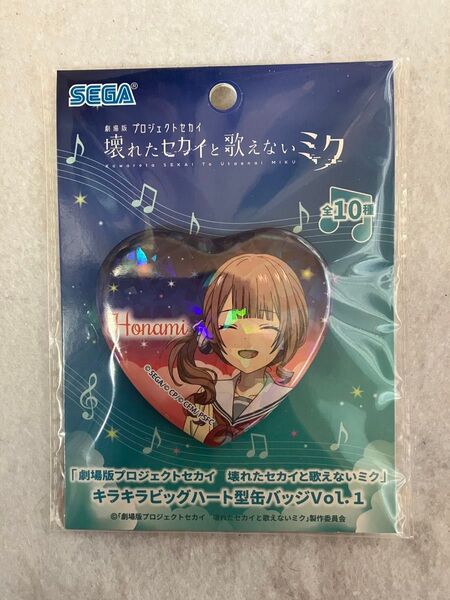 SEGA®
劇場版 プロジェクトセカイ
壊れたセカイと歌えないミク
Kowareta SEKAI To Utaenai MIKU
全10種
Honami
©SEGA/© CP/© CFM/
「劇場版プロジェクトセカイ 壊れたセカイと歌えないミク」
キラキラビッグハート型缶バッジVol.1
©「劇場版プロジェクトセカイ 壊れたセカイと歌えないミク」製作委員会